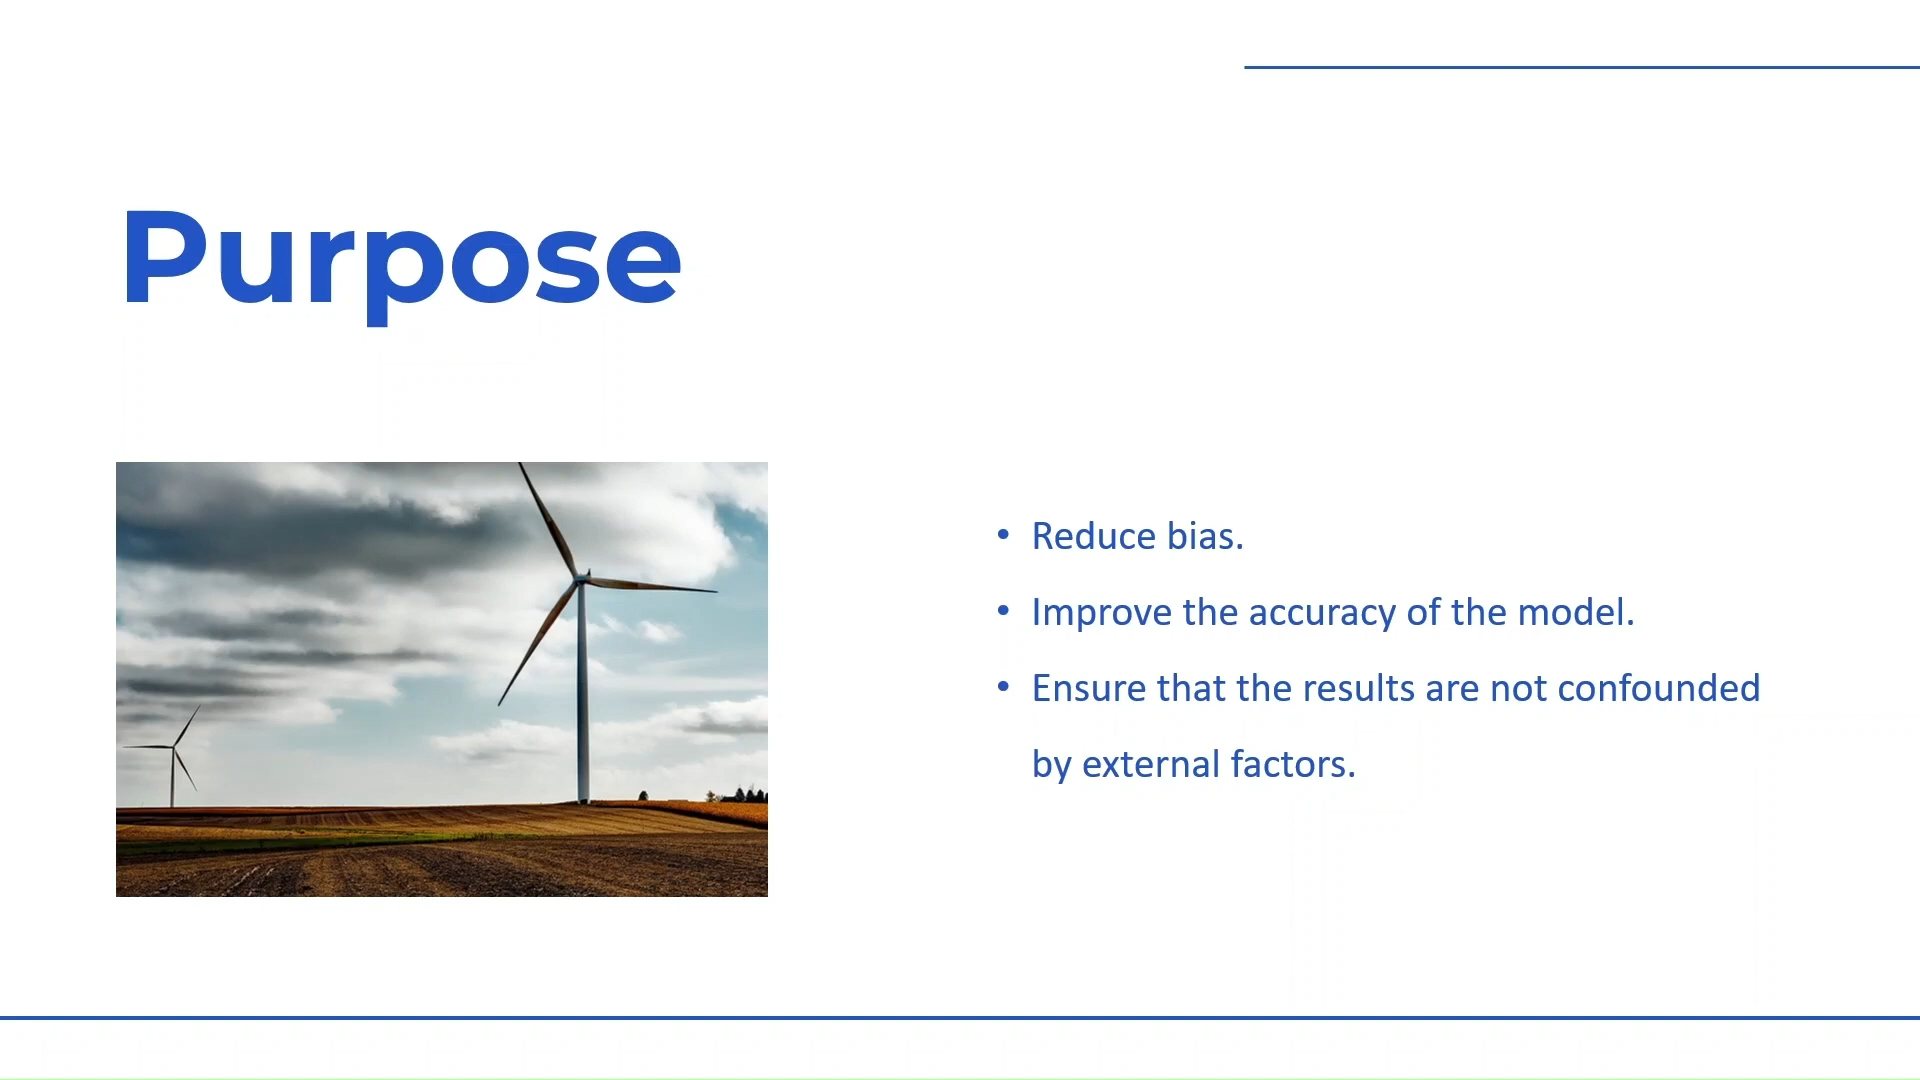 Purpose
• Reduce bias.
• Improve the accuracy of the model.
• Ensure that the results are not confounded
by external factors.